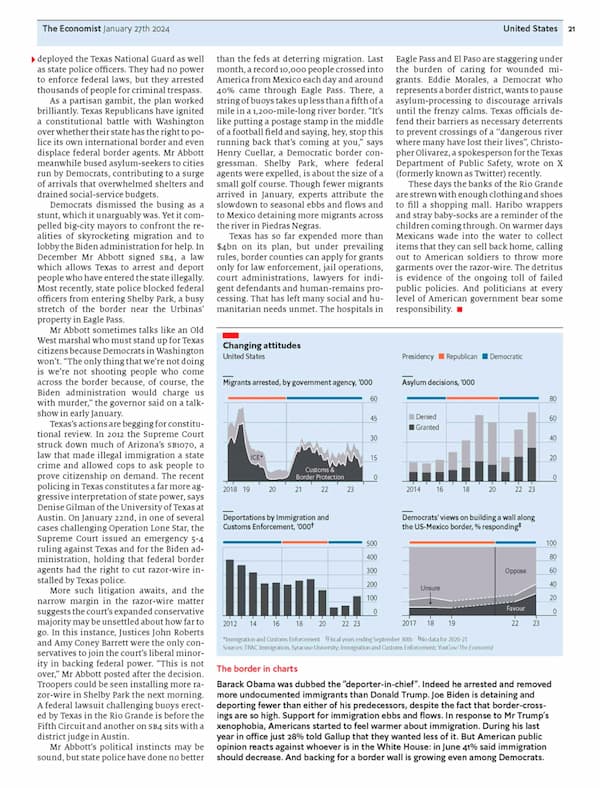 The Economist January 27th 2024
United States 21
deployed the Texas National Guard as well
as state police officers. They had no power
to enforce federal laws, but they arrested
thousands of people for criminal trespass.
As a partisan gambit, the plan worked
brilliantly. Texas Republicans have ignited
a constitutional battle with Washington
over whether their state has the right to po-
lice its own international border and even
displace federal border agents. Mr Abbott
meanwhile bused asylum-seekers to cities
run by Democrats, contributing to a surge
of arrivals that overwhelmed shelters and
drained social-service budgets.
Democrats dismissed the busing as a
stunt, which it unarguably was. Yet it com-
pelled big-city mayors to confront the re-
alities of skyrocketing migration and to
lobby the Biden administration for help. In
December Mr Abbott signed SB4, a law
which allows Texas to arrest and deport
people who have entered the state illegally.
Most recently, state police blocked federal
officers from entering Shelby Park, a busy
stretch of the border near the Urbinas'
property in Eagle Pass.
Mr Abbott sometimes talks like an Old
West marshal who must stand up for Texas
citizens because Democrats in Washington
won't. "The only thing that we're not doing
is we're not shooting people who come
across the border because, of course, the
Biden administration would charge us
with murder," the governor said on a talk-
show in early January.
Texas's actions are begging for constitu-
tional review. In 2012 the Supreme Court
struck down much of Arizona's SB1070, a
law that made illegal immigration a state
crime and allowed cops to ask people to
prove citizenship on demand. The recent
policing in Texas constitutes a far more ag-
gressive interpretation of state power, says
Denise Gilman of the University of Texas at
Austin. On January 22nd, in one of several
cases challenging Operation Lone Star, the
Supreme Court issued an emergency 5-4
ruling against Texas and for the Biden ad-
ministration, holding that federal border
agents had the right to cut razor-wire in-
stalled by Texas police.
More such litigation awaits, and the
narrow margin in the razor-wire matter
suggests the court's expanded conservative
majority may be unsettled about how far to
go. In this instance, Justices John Roberts
and Amy Coney Barrett were the only con-
servatives to join the court's liberal minor-
ity in backing federal power. "This is not
over," Mr Abbott posted after the decision.
Troopers could be seen installing more ra-
zor-wire in Shelby Park the next morning.
A federal lawsuit challenging buoys erect-
ed by Texas in the Rio Grande is before the
Fifth Circuit and another on SB4 sits with a
district judge in Austin.
Mr Abbott's political instincts may be
sound, but state police have done no better
than the feds at deterring migration. Last
month, a record 10,000 people crossed into
America from Mexico each day and around
40% came through Eagle Pass. There, a
string of buoys takes up less than a fifth of a
mile in a 1,200-mile-long river border. "It's
like putting a postage stamp in the middle
of a football field and saying, hey, stop this
running back that's coming at you," says
Henry Cuellar, a Democratic border con-
gressman. Shelby Park, where federal
agents were expelled, is about the size of a
small golf course. Though fewer migrants
arrived in January, experts attribute the
slowdown to seasonal ebbs and flows and
to Mexico detaining more migrants across
the river in Piedras Negras.
Texas has so far expended more than
$4bn on its plan, but under prevailing
rules, border counties can apply for grants
only for law enforcement, jail operations,
court administrations, lawyers for indi-
gent defendants and human-remains pro-
cessing. That has left many social and hu-
manitarian needs unmet. The hospitals in
Eagle Pass and El Paso are staggering under
the burden of caring for wounded mi-
grants. Eddie Morales, a Democrat who
represents a border district, wants to pause
asylum-processing to discourage arrivals
until the frenzy calms. Texas officials de-
fend their barriers as necessary deterrents
to prevent crossings of a "dangerous river
where many have lost their lives", Christo-
pher Olivarez, a spokesperson for the Texas
Department of Public Safety, wrote on X
(formerly known as Twitter) recently.
These days the banks of the Rio Grande
are strewn with enough clothing and shoes
to fill a shopping mall. Haribo wrappers
and stray baby-socks are a reminder of the
children coming through. On warmer days
Mexicans wade into the water to collect
items that they can sell back home, calling
out to American soldiers to throw more
garments over the razor-wire. The detritus
is evidence of the ongoing toll of failed
public policies. And politicians at every
level of American government bear some
responsibility.
Changing attitudes
United States
Presidency Republican Democratic
Migrants arrested, by government agency, '000
60
45
30
15
0
ICE*
Customs &
Border Protection
2018 19 20 21 22 23
Asylum decisions, '000
Denied
Granted
80
60
40
20
0
2014 16 18 20 22 23
Deportations by Immigration and
Customs Enforcement, '000†
500
400
300
200
100
0
2012 14 16 18 20 22 23
Democrats' views on building a wall along
the US-Mexico border, % responding‡
100
80
60
40
20
0
Oppose
Unsure
Favour
2017 18 19 22 23
*Immigration and Customs Enforcement †Fiscal years ending September 30th ‡No data for 2020-21
Sources: TRAC Immigration, Syracuse University; Immigration and Customs Enforcement; YouGov/The Economist
The border in charts
Barack Obama was dubbed the "deporter-in-chief". Indeed he arrested and removed
more undocumented immigrants than Donald Trump. Joe Biden is detaining and
deporting fewer than either of his predecessors, despite the fact that border-cross-
ings are so high. Support for immigration ebbs and flows. In response to Mr Trump's
xenophobia, Americans started to feel warmer about immigration. During his last
year in office just 28% told Gallup that they wanted less of it. But American public
opinion reacts against whoever is in the White House: in June 41% said immigration
should decrease. And backing for a border wall is growing even among Democrats.